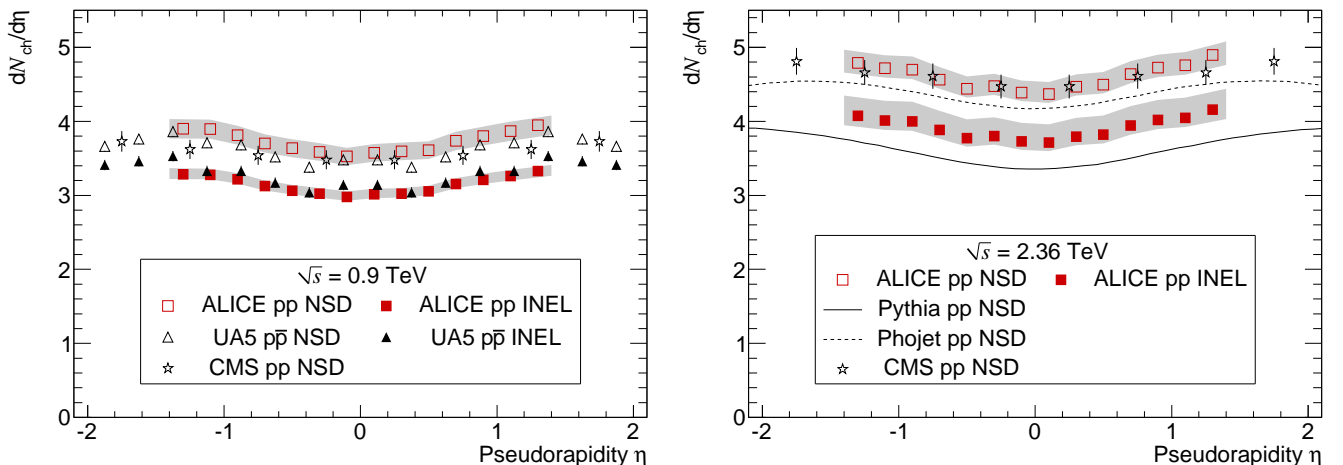 dN_ch/dη
5
4
3
2
1
0
-2 -1 0 1 2
Pseudorapidity η
√s = 0.9 TeV
ALICE pp NSD ALICE pp INEL
UA5 pp̅ NSD UA5 pp̅ INEL
CMS pp NSD
dN_ch/dη
5
4
3
2
1
0
-2 -1 0 1 2
Pseudorapidity η
√s = 2.36 TeV
ALICE pp NSD ALICE pp INEL
Pythia pp NSD
Phojet pp NSD
CMS pp NSD